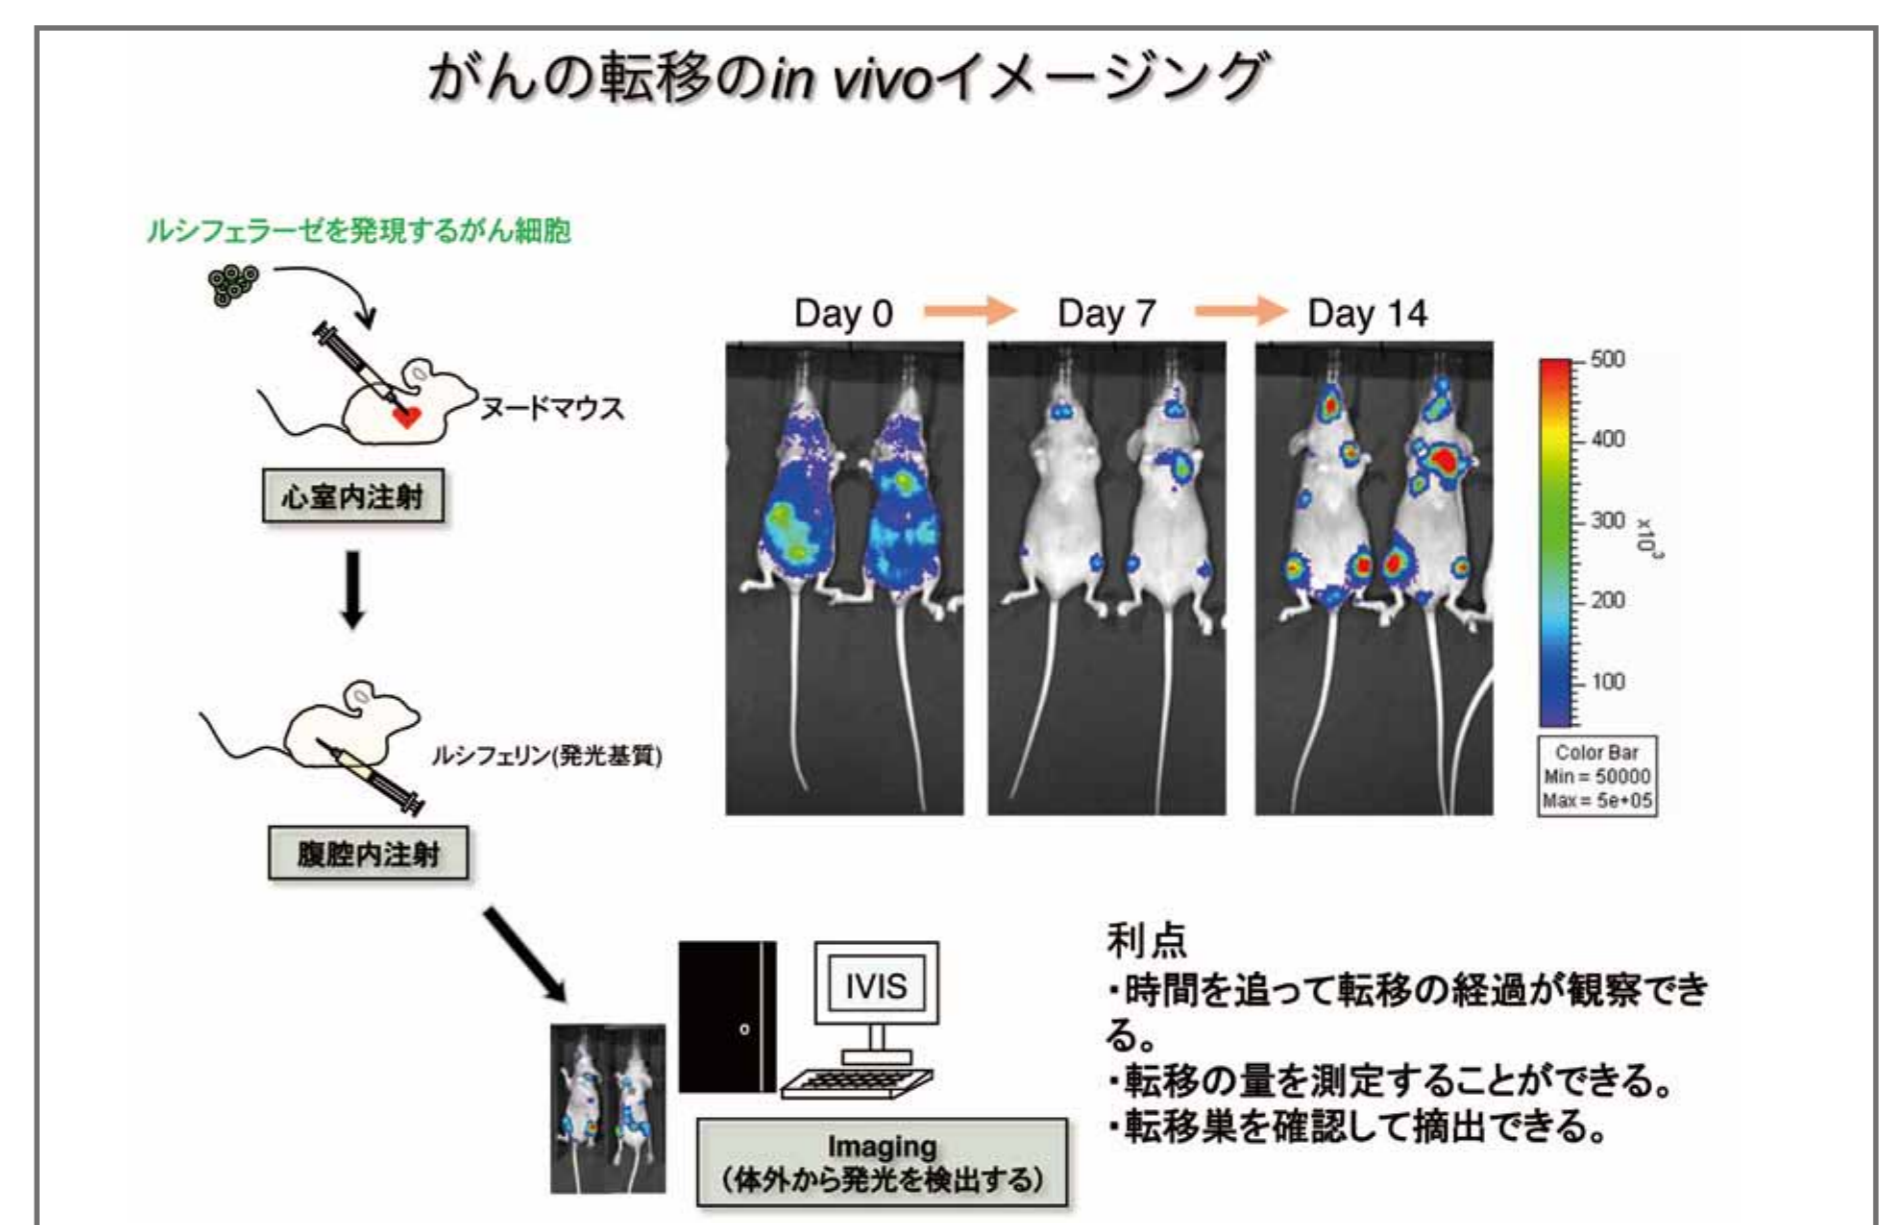 がんの転移のin vivoイメージング
ルシフェラーゼを発現するがん細胞
ヌードマウス
心室内注射
ルシフェリン(発光基質)
腹腔内注射
IVIS
Imaging
(体外から発光を検出する)
Day 0
Day 7
Day 14
500
400
300
200
100
x10³
Color Bar
Min = 50000
Max = 5e+05
利点
・時間を追って転移の経過が観察でき
る。
・転移の量を測定することができる。
・転移巣を確認して摘出できる。